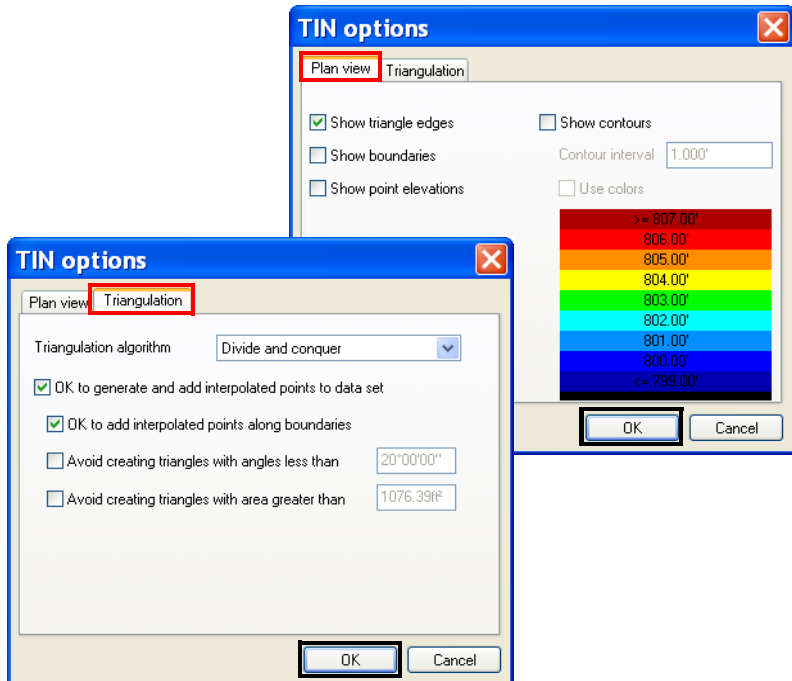 TIN options
Plan view Triangulation
Show triangle edges
Show contours
Show boundaries
Contour interval 1.000'
Show point elevations
Use colors
>= 807.00'
806.00'
805.00'
804.00'
803.00'
802.00'
801.00'
800.00'
<= 799.00'
OK Cancel
TIN options
Plan view Triangulation
Triangulation algorithm Divide and conquer
OK to generate and add interpolated points to data set
OK to add interpolated points along boundaries
Avoid creating triangles with angles less than 20°00'00"
Avoid creating triangles with area greater than 1076.39ft²
OK Cancel